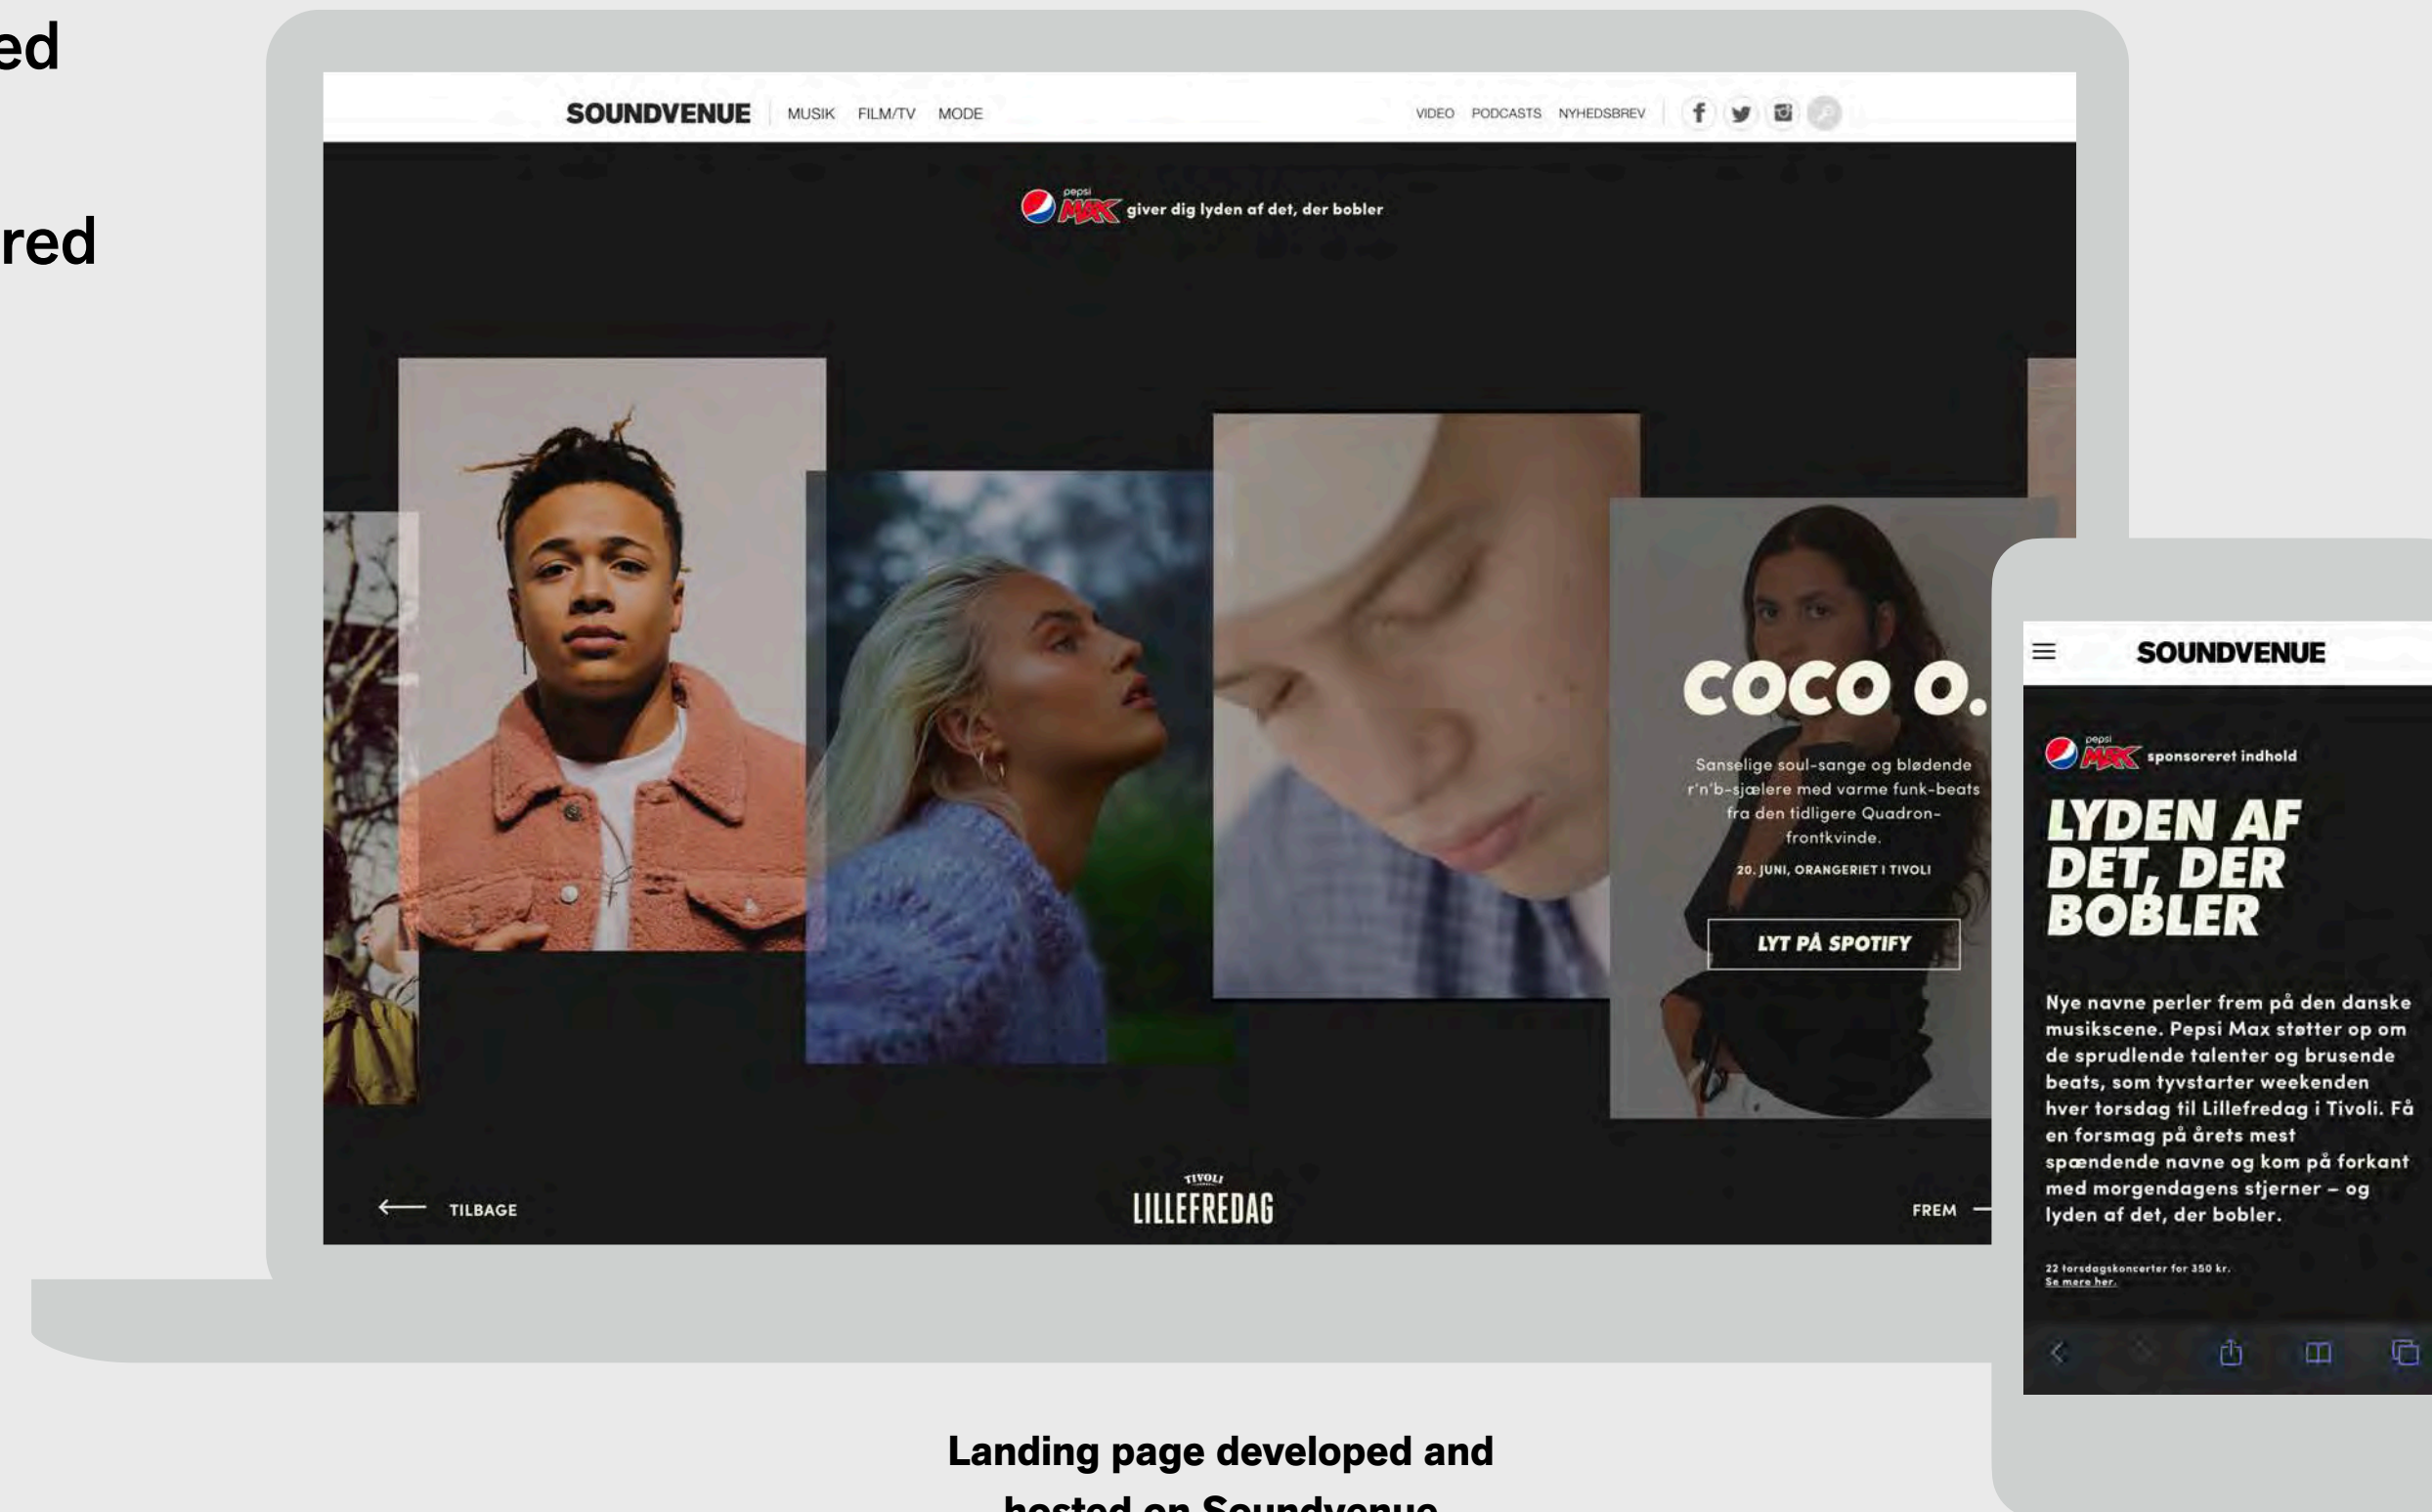 ed
red
SOUNDVENUE MUSIK FILM/TV MODE VIDEO PODCASTS NYHEDSBREV
pepsi
MAX giver dig lyden af det, der bobler
COCO O.
Sanselige soul-sange og blødende
r'n'b-sjælere med varme funk-beats
fra den tidligere Quadron-
frontkvinde.
20. JUNI, ORANGERIET I TIVOLI
LYT PÅ SPOTIFY
TILBAGE
TIVOLI
LILLEFREDAG
FREM
SOUNDVENUE
pepsi
MAX sponsoreret indhold
LYDEN AF
DET, DER
BOBLER
Nye navne perler frem på den danske
musikscene. Pepsi Max støtter op om
de sprudlende talenter og brusende
beats, som tyvstarter weekenden
hver torsdag til Lillefredag i Tivoli. Få
en forsmag på årets mest
spændende navne og kom på forkant
med morgendagens stjerner – og
lyden af det, der bobler.
22 torsdagskoncerter for 350 kr.
Se mere her.
Landing page developed and
hosted on Soundvenue